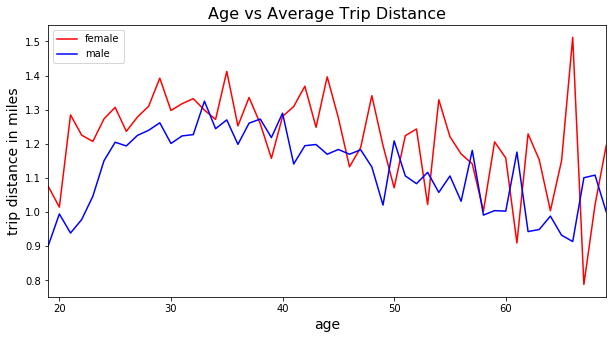 Age vs Average Trip Distance
female
male
trip distance in miles
1.5
1.4
1.3
1.2
1.1
1.0
0.9
0.8
20 30 40 50 60
age